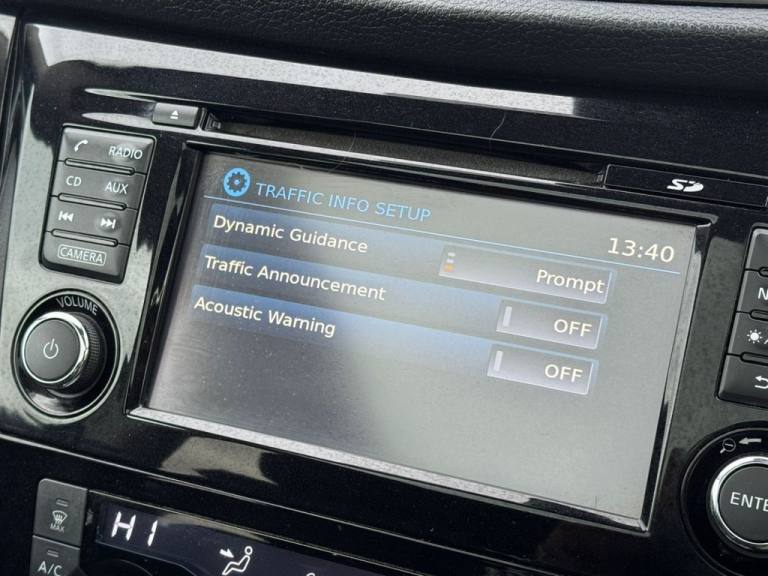 RADIO
CD AUX
CAMERA
VOLUME
SD
TRAFFIC INFO SETUP
13:40
Dynamic Guidance
Prompt
Traffic Announcement
OFF
Acoustic Warning
OFF
N
ENTE
MAX
A/C
HI